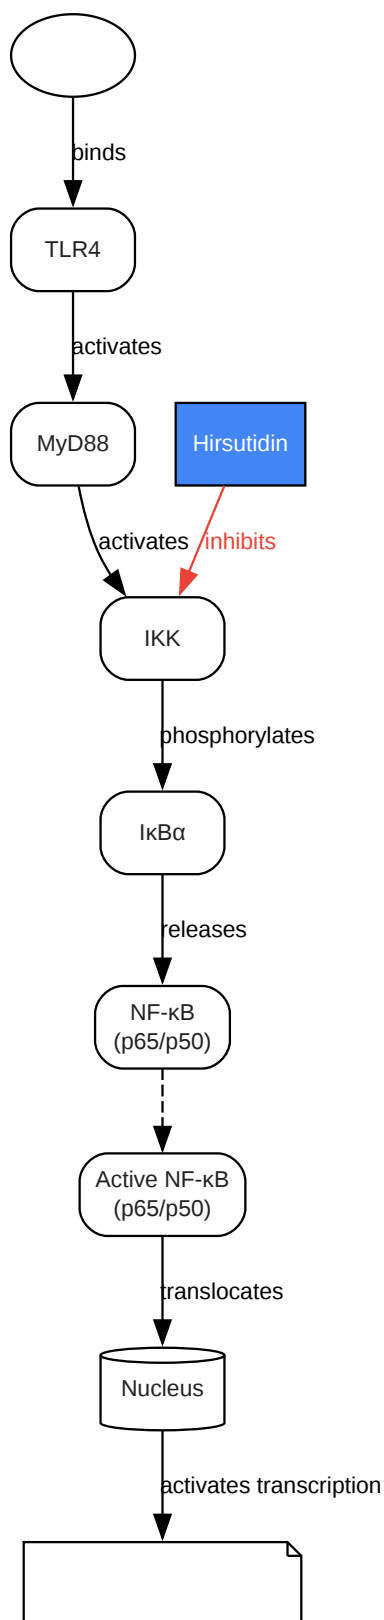 binds
TLR4
activates
MyD88
Hirsutidin
activates
inhibits
IKK
phosphorylates
IκBα
releases
NF-κB
(p65/p50)
Active NF-κB
(p65/p50)
translocates
Nucleus
activates transcription